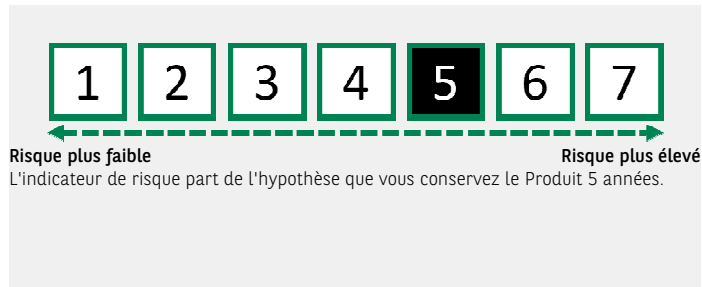 1 2 3 4 5 6 7
Risque plus faible Risque plus élevé
L'indicateur de risque part de l'hypothèse que vous conservez le Produit 5 années.